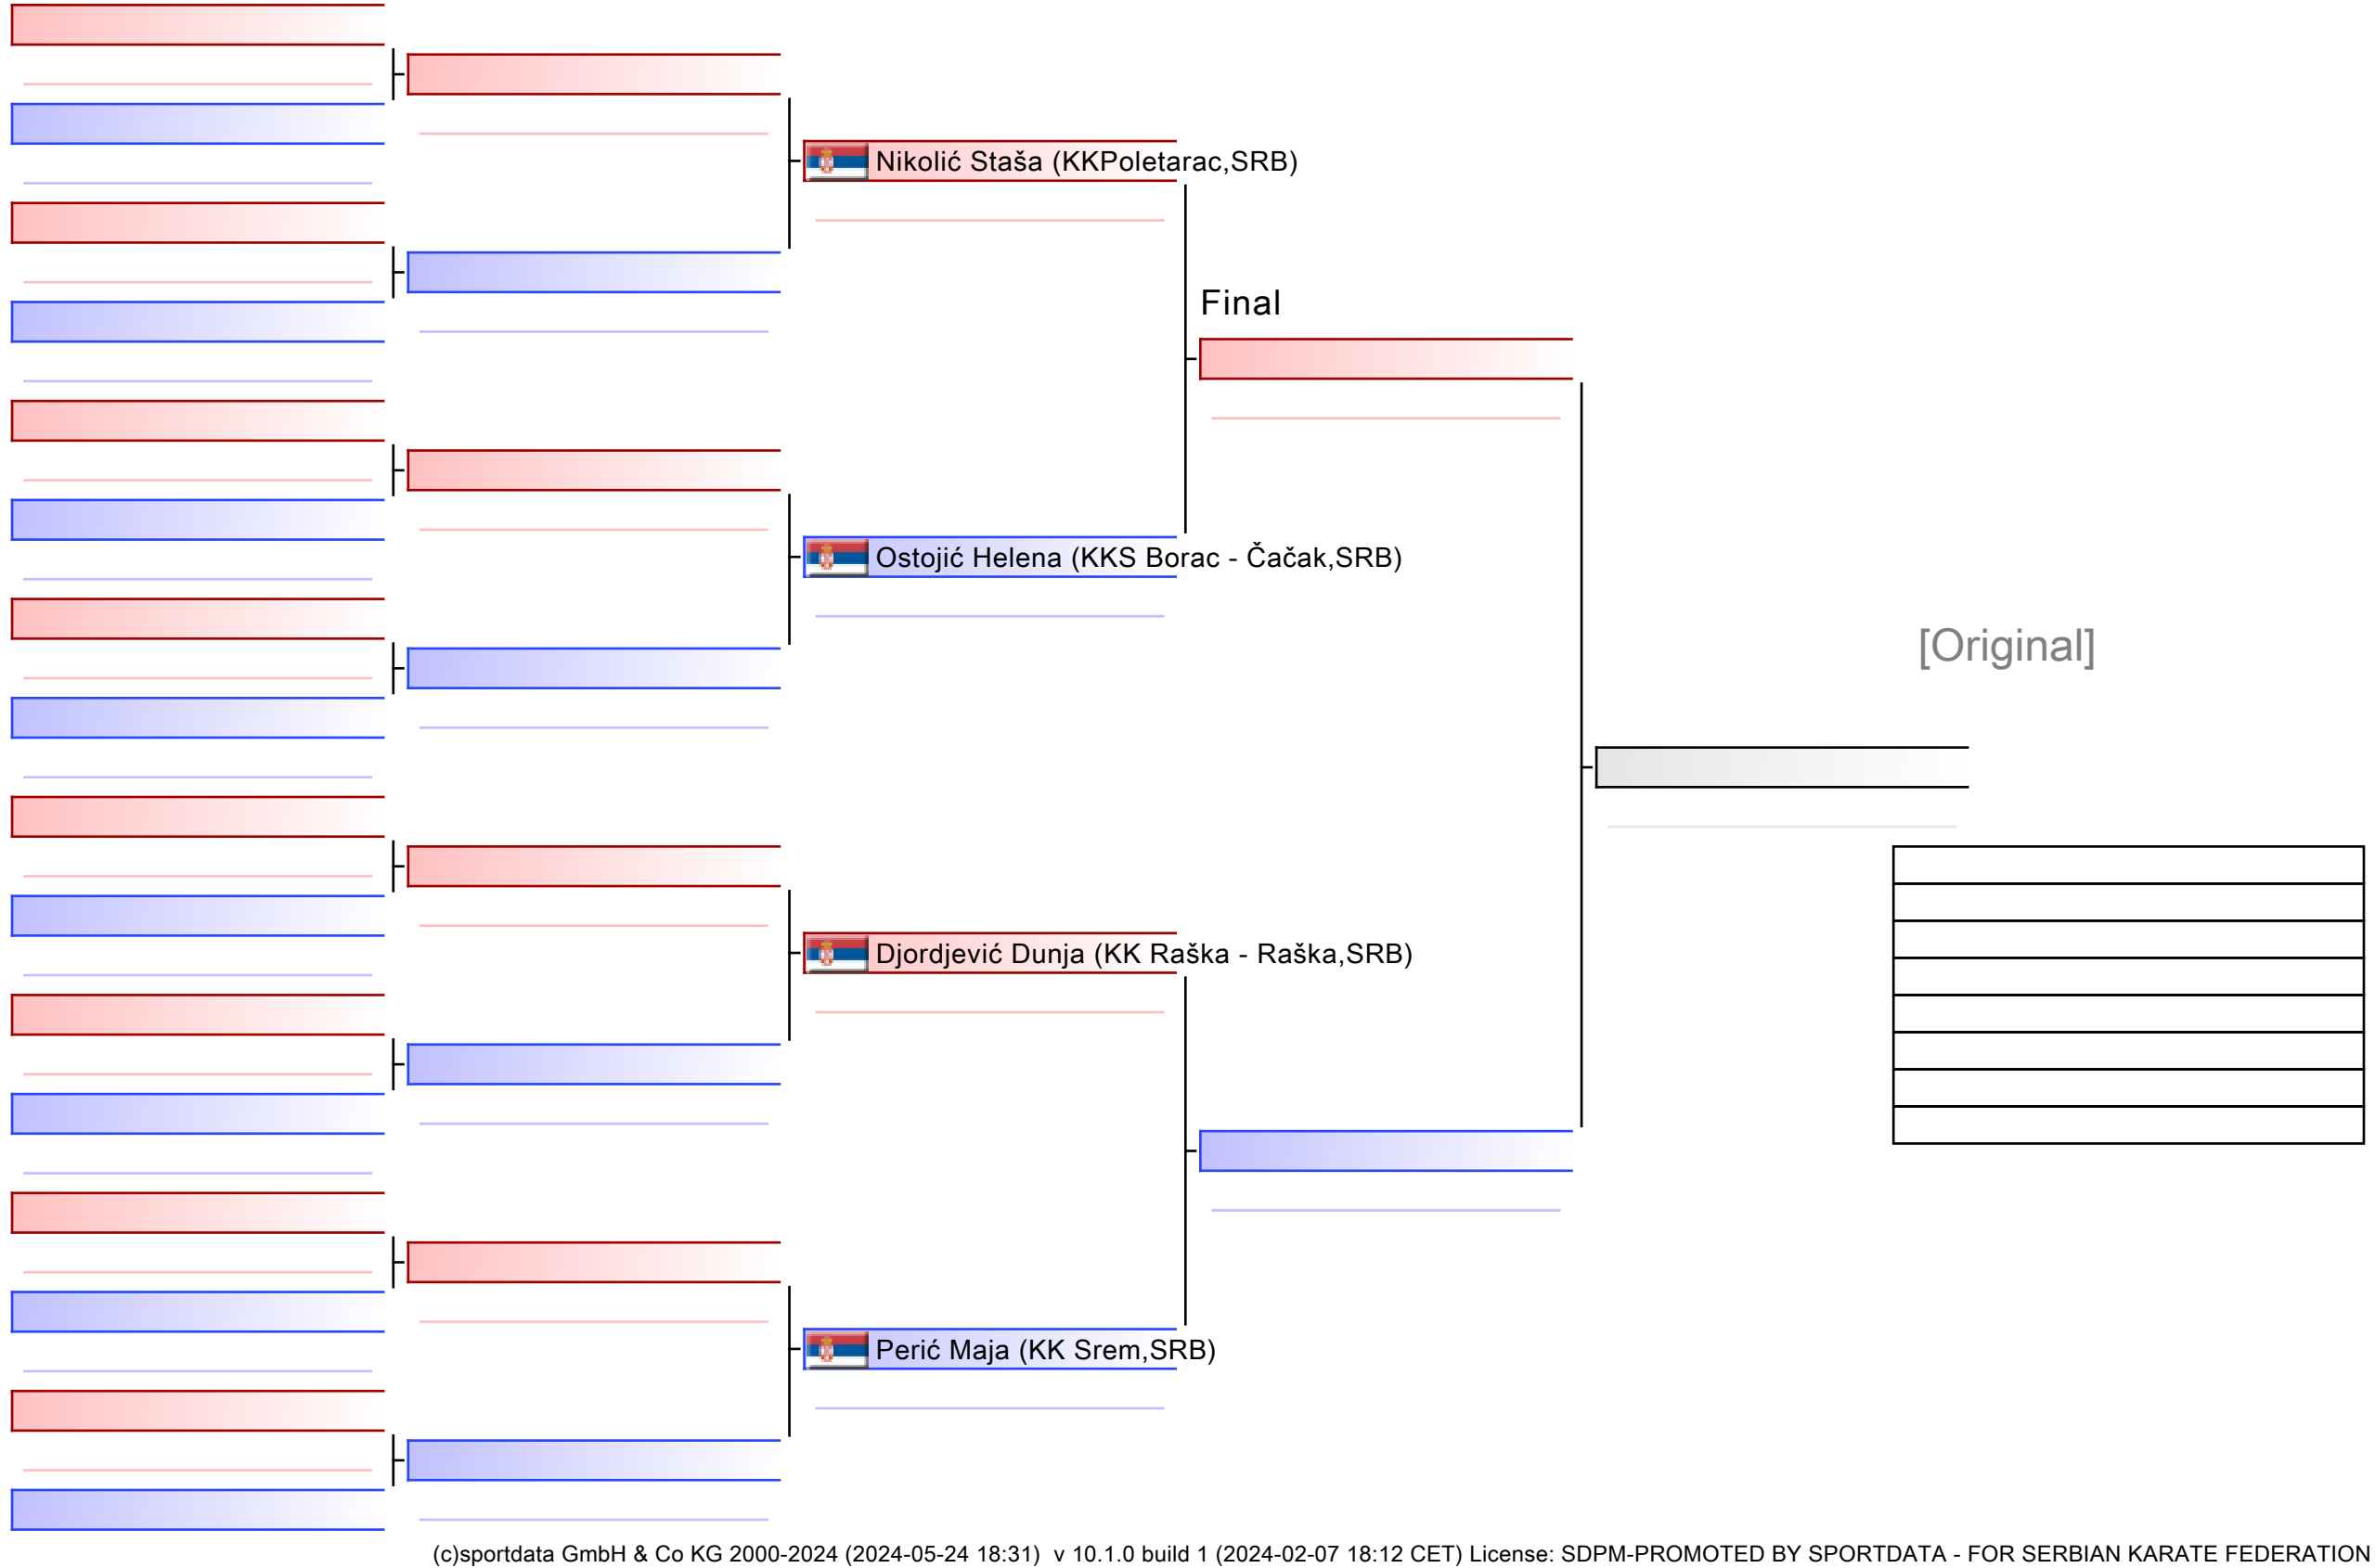 Nikolić Staša (KKPoletarac,SRB)
Final
Ostojić Helena (KKS Borac - Čačak,SRB)
[Original]
Djordjević Dunja (KK Raška - Raška,SRB)
Perić Maja (KK Srem,SRB)
(c)sportdata GmbH & Co KG 2000-2024 (2024-05-24 18:31)  v 10.1.0 build 1 (2024-02-07 18:12 CET) License: SDPM-PROMOTED BY SPORTDATA - FOR SERBIAN KARATE FEDERATION